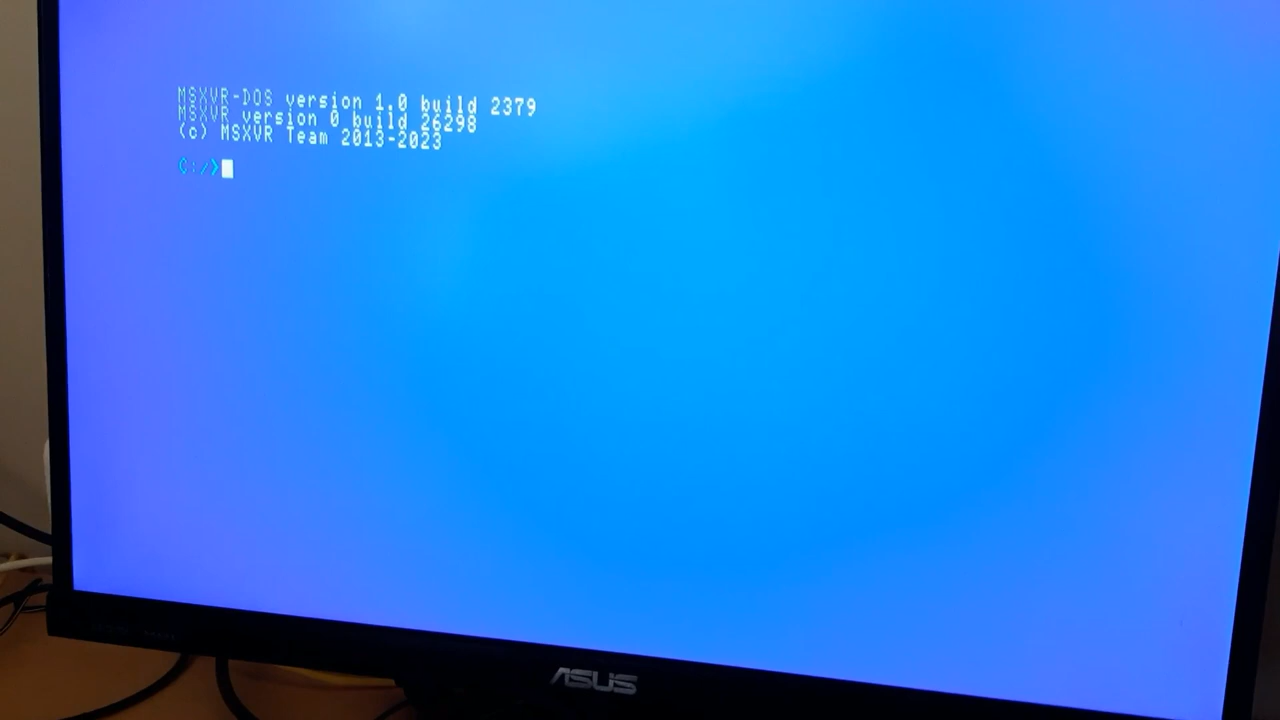 MSXVR-DOS version 1.0 build 2379
MSXVR version 0 build 26298
(c) MSXVR Team 2013-2023
C:/>
ASUS